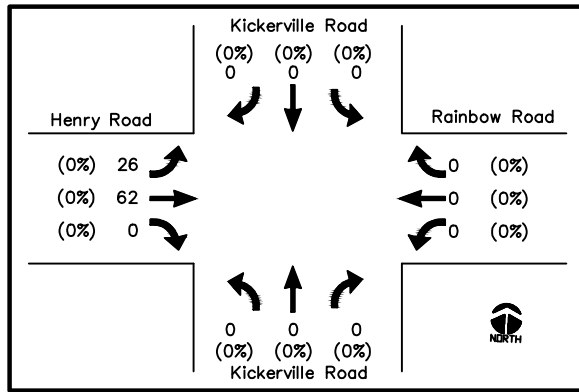 Kickerville Road
(0%) (0%) (0%)
0 0 0
Henry Road
Rainbow Road
(0%) 26
0 (0%)
(0%) 62
0 (0%)
(0%) 0
0 (0%)
0 0 0
(0%) (0%) (0%)
Kickerville Road
NORTH